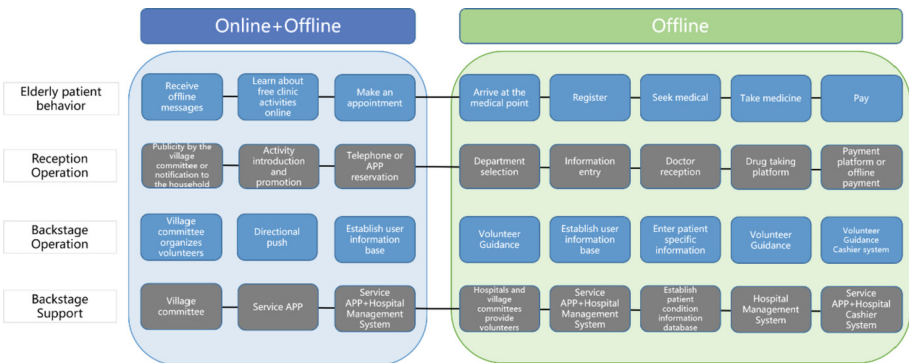 Online+Offline
Offline
Elderly patient
behavior
Receive
offline
messages
Learn about
free clinic
activities
online
Make an
appointment
Arrive at the
medical point
Register
Seek medical
Take medicine
Pay
Reception
Operation
Publicity by the
village
committee or
notification to
the household
Activity
introduction
and
promotion
Telephone or
APP
reservation
Department
selection
Information
entry
Doctor
reception
Drug taking
platform
Payment
platform or
offline
payment
Backstage
Operation
Village
committee
organizes
volunteers
Directional
push
Establish user
information
base
Volunteer
Guidance
Establish user
information
base
Enter patient
specific
information
Volunteer
Guidance
Volunteer
Guidance
Cashier system
Backstage
Support
Village
committee
Service APP
Service
APP+Hospital
Management
System
Hospitals and
village
committees
provide
volunteers
Service
APP+Hospital
Management
System
Establish
patient
condition
information
database
Hospital
Management
System
Service
APP+Hospital
Cashier
System